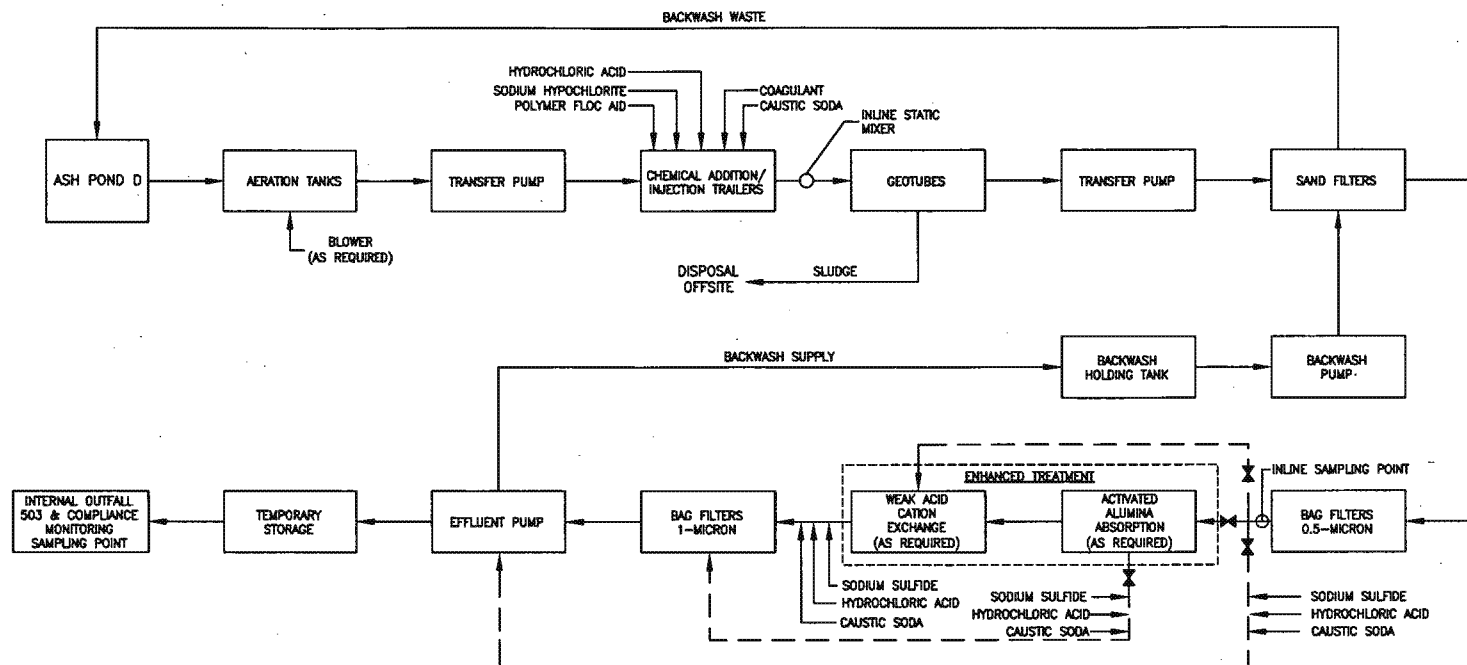 BACKWASH WASTE
HYDROCHLORIC ACID
SODIUM HYPOCHLORITE
POLYMER FLOC AID
COAGULANT
CAUSTIC SODA
INLINE STATIC
MIXER
ASH POND D
AERATION TANKS
TRANSFER PUMP
CHEMICAL ADDITION/
INJECTION TRAILERS
GEOTUBES
TRANSFER PUMP
SAND FILTERS
BLOWER
(AS REQUIRED)
DISPOSAL
OFFSITE
SLUDGE
BACKWASH SUPPLY
BACKWASH
HOLDING TANK
BACKWASH
PUMP
INTERNAL OUTFALL
503 & COMPLIANCE
MONITORING
SAMPLING POINT
TEMPORARY
STORAGE
EFFLUENT PUMP
BAG FILTERS
1-MICRON
ENHANCED TREATMENT
WEAK ACID
CATION
EXCHANGE
(AS REQUIRED)
ACTIVATED
ALUMINA
ABSORPTION
(AS REQUIRED)
INLINE SAMPLING POINT
BAG FILTERS
0.5-MICRON
SODIUM SULFIDE
HYDROCHLORIC ACID
CAUSTIC SODA
SODIUM SULFIDE
HYDROCHLORIC ACID
CAUSTIC SODA
SODIUM SULFIDE
HYDROCHLORIC ACID
CAUSTIC SODA